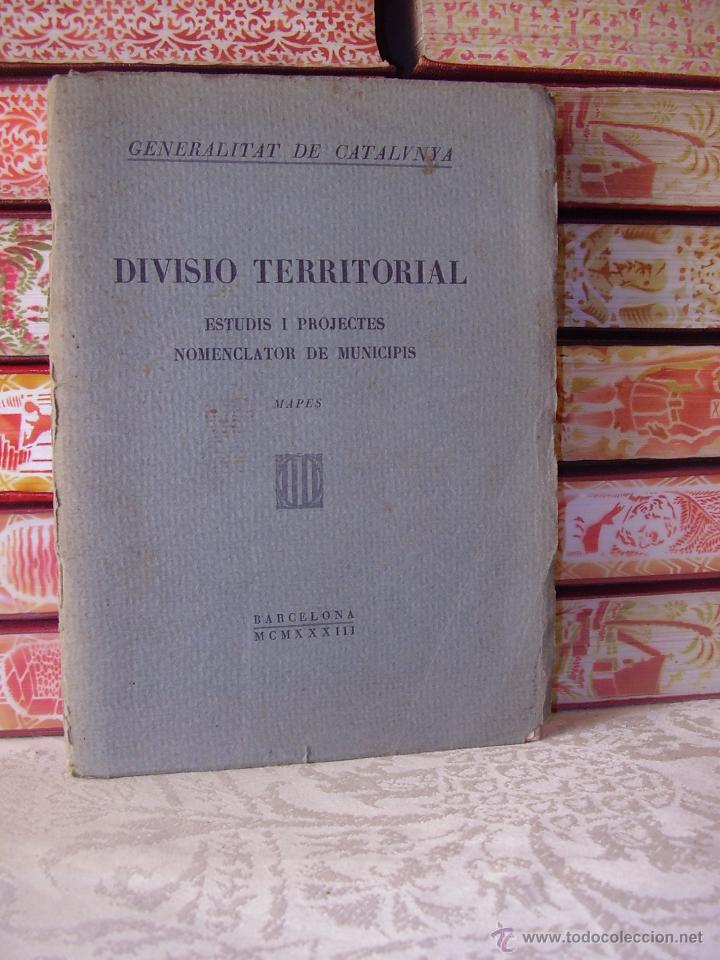 GENERALITAT DE CATALVNYA
DIVISIO TERRITORIAL
ESTUDIS I PROJECTES
NOMENCLATOR DE MUNICIPIS
MAPES
BARCELONA
MCMXXXIII
www.todocoleccion.net